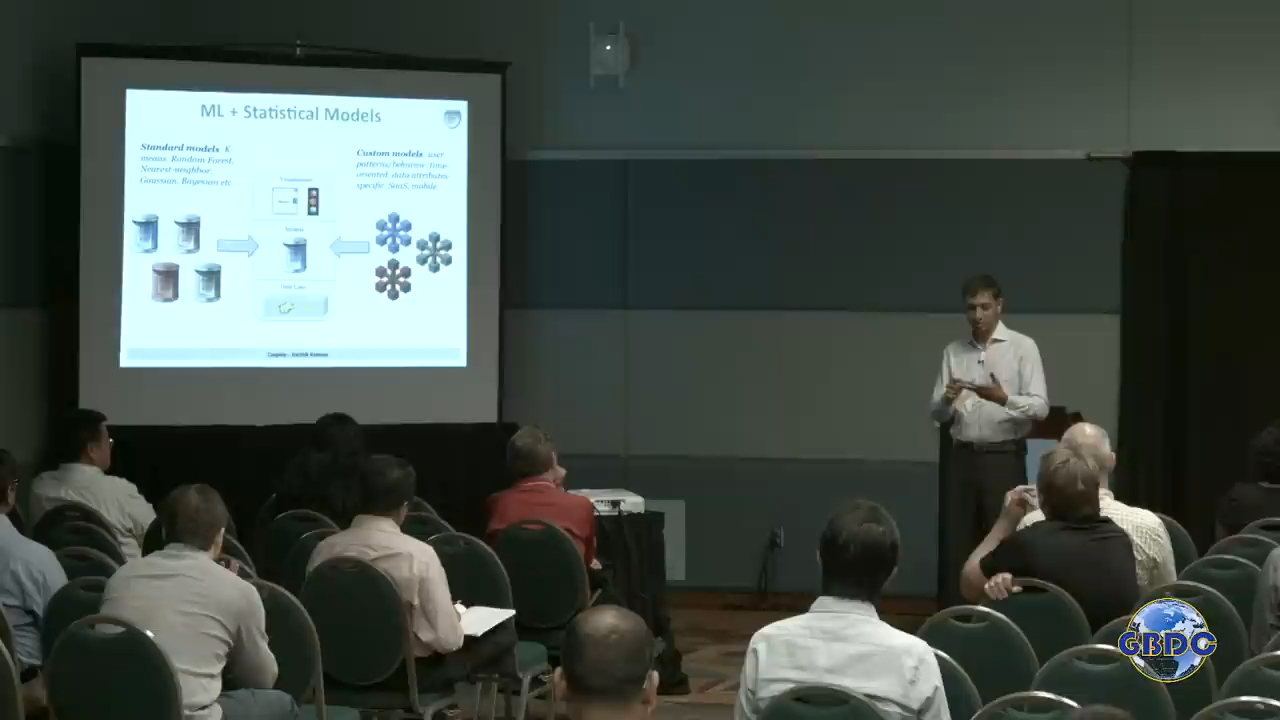 ML + Statistical Models
Standard models K
means, Random Forest,
Nearest-neighbor,
Gaussian, Bayesian etc
Custom models user
patterns/behavior, time-
oriented, data attributes
specific, SaaS, mobile
GBDC